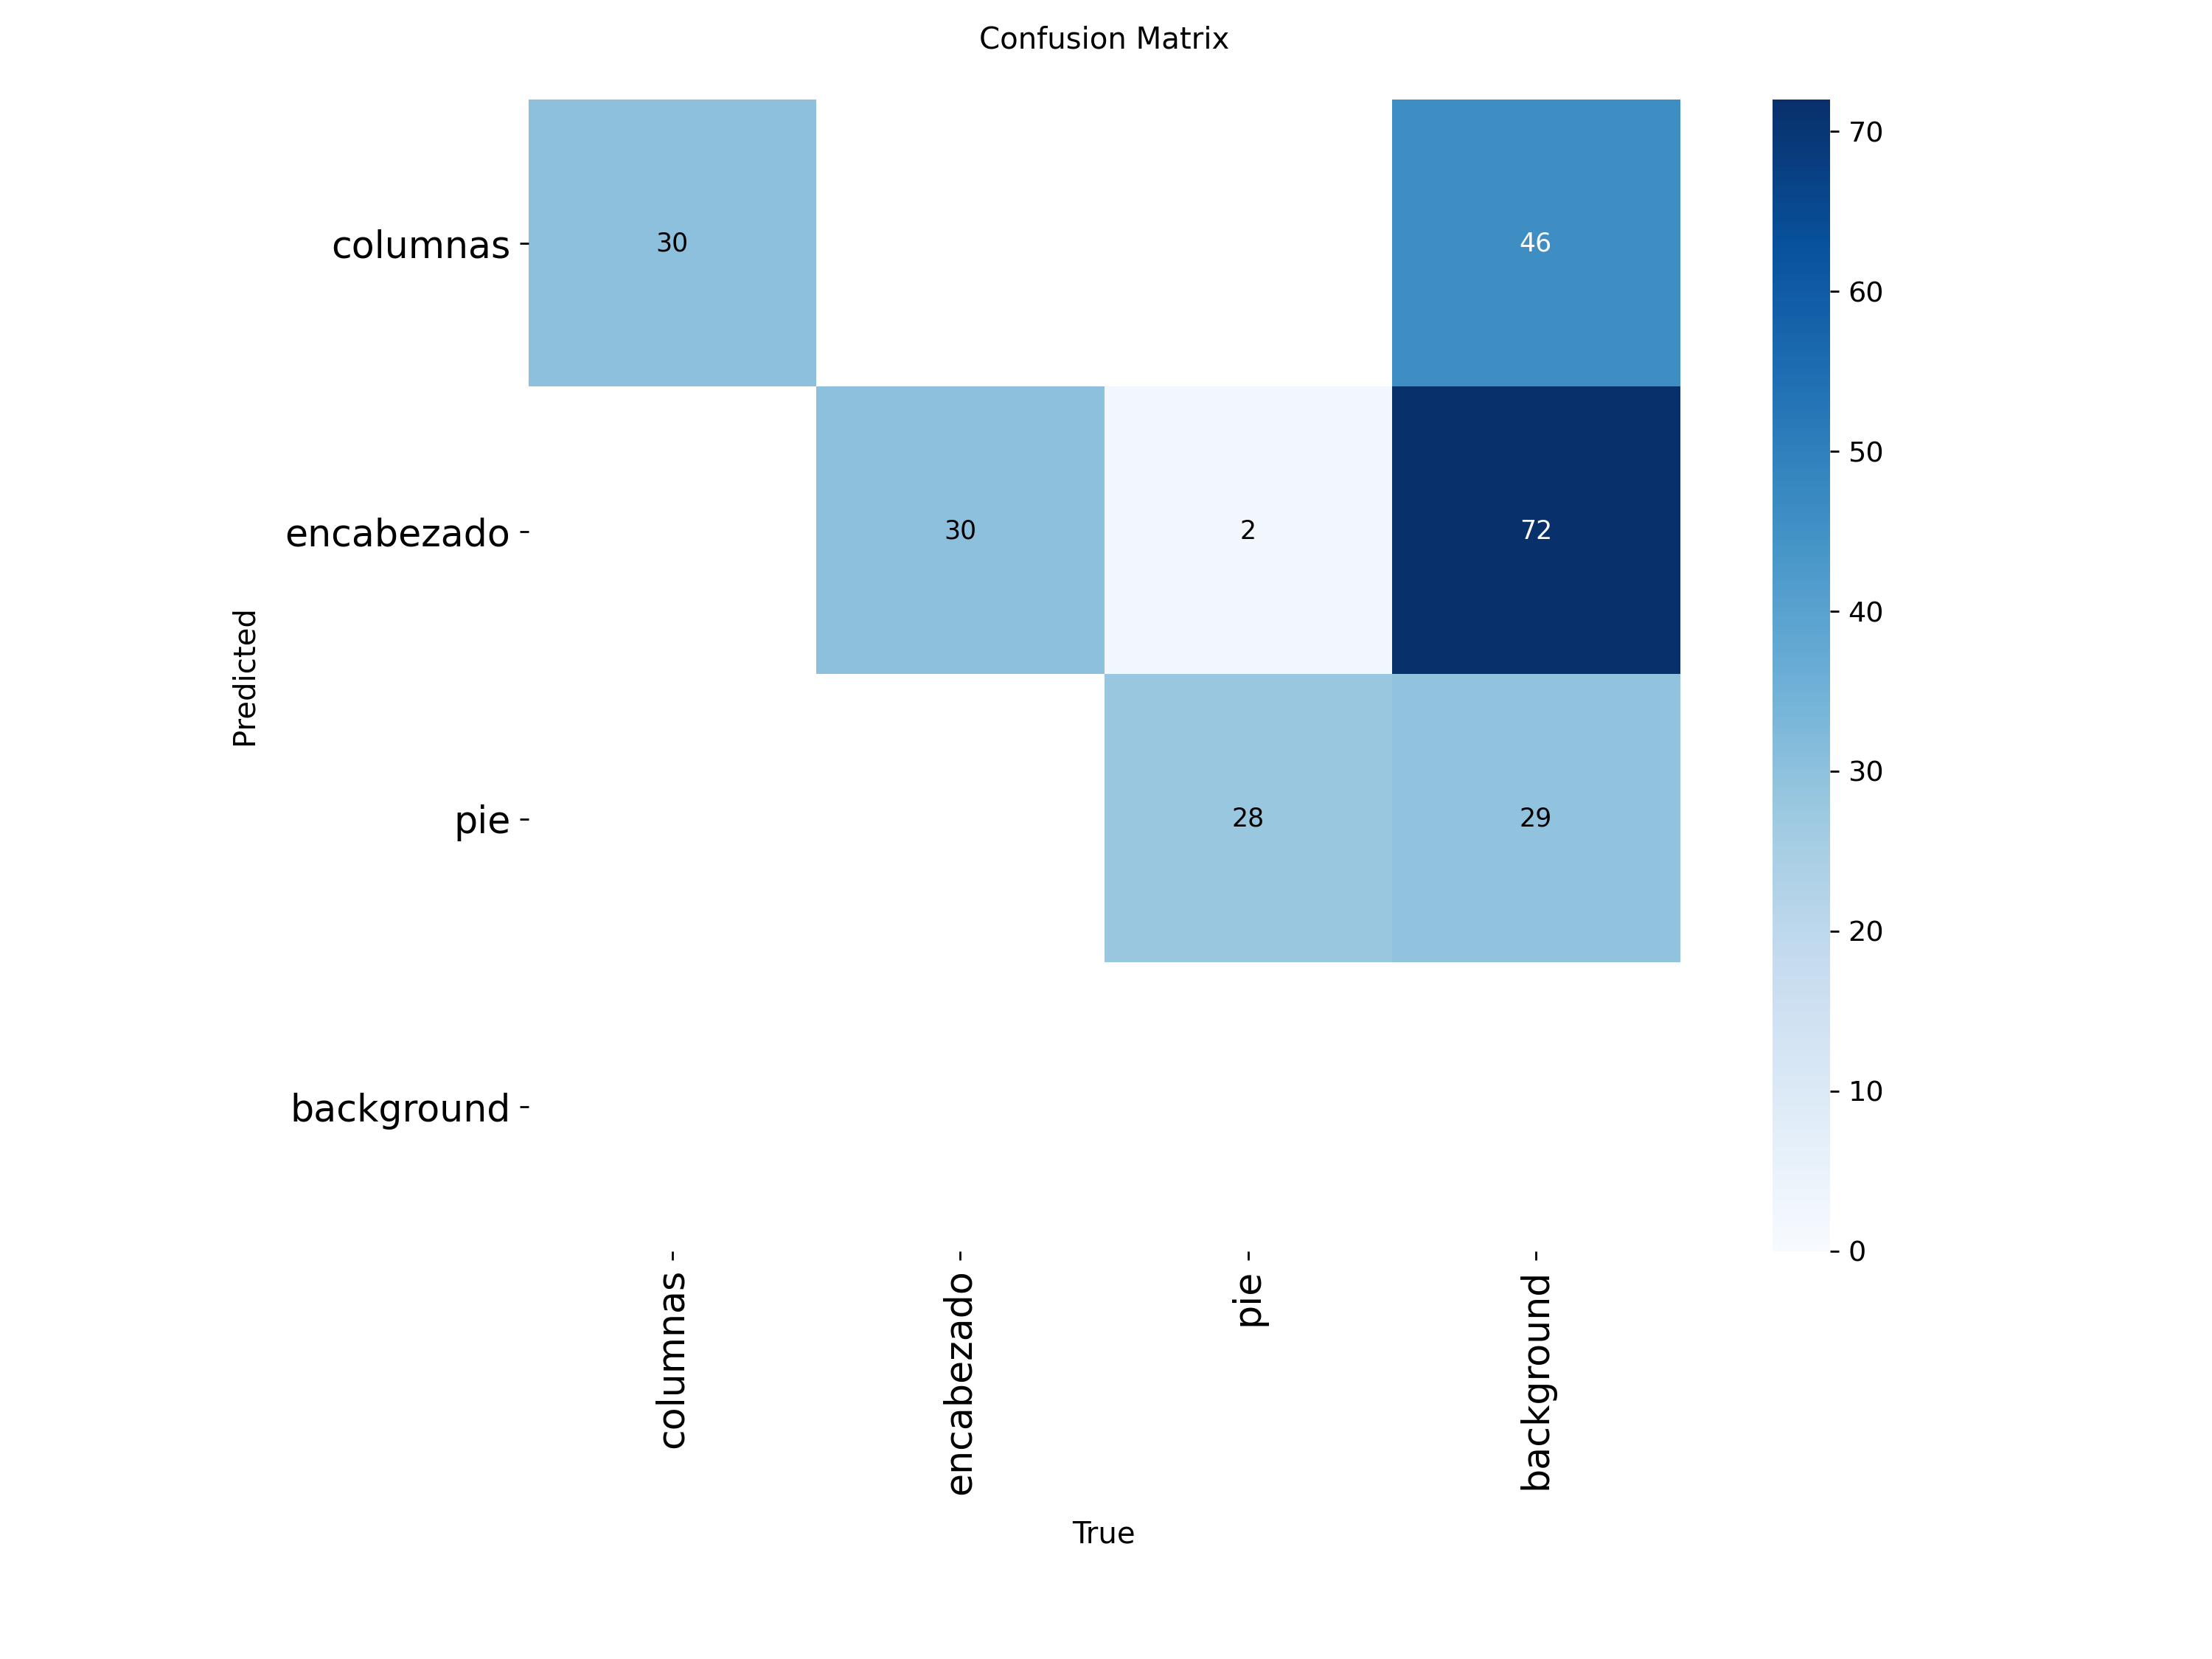 Confusion Matrix
columnas
30
46
encabezado
30
2
72
pie
28
29
background
Predicted
columnas
encabezado
pie
background
True
70
60
50
40
30
20
10
0